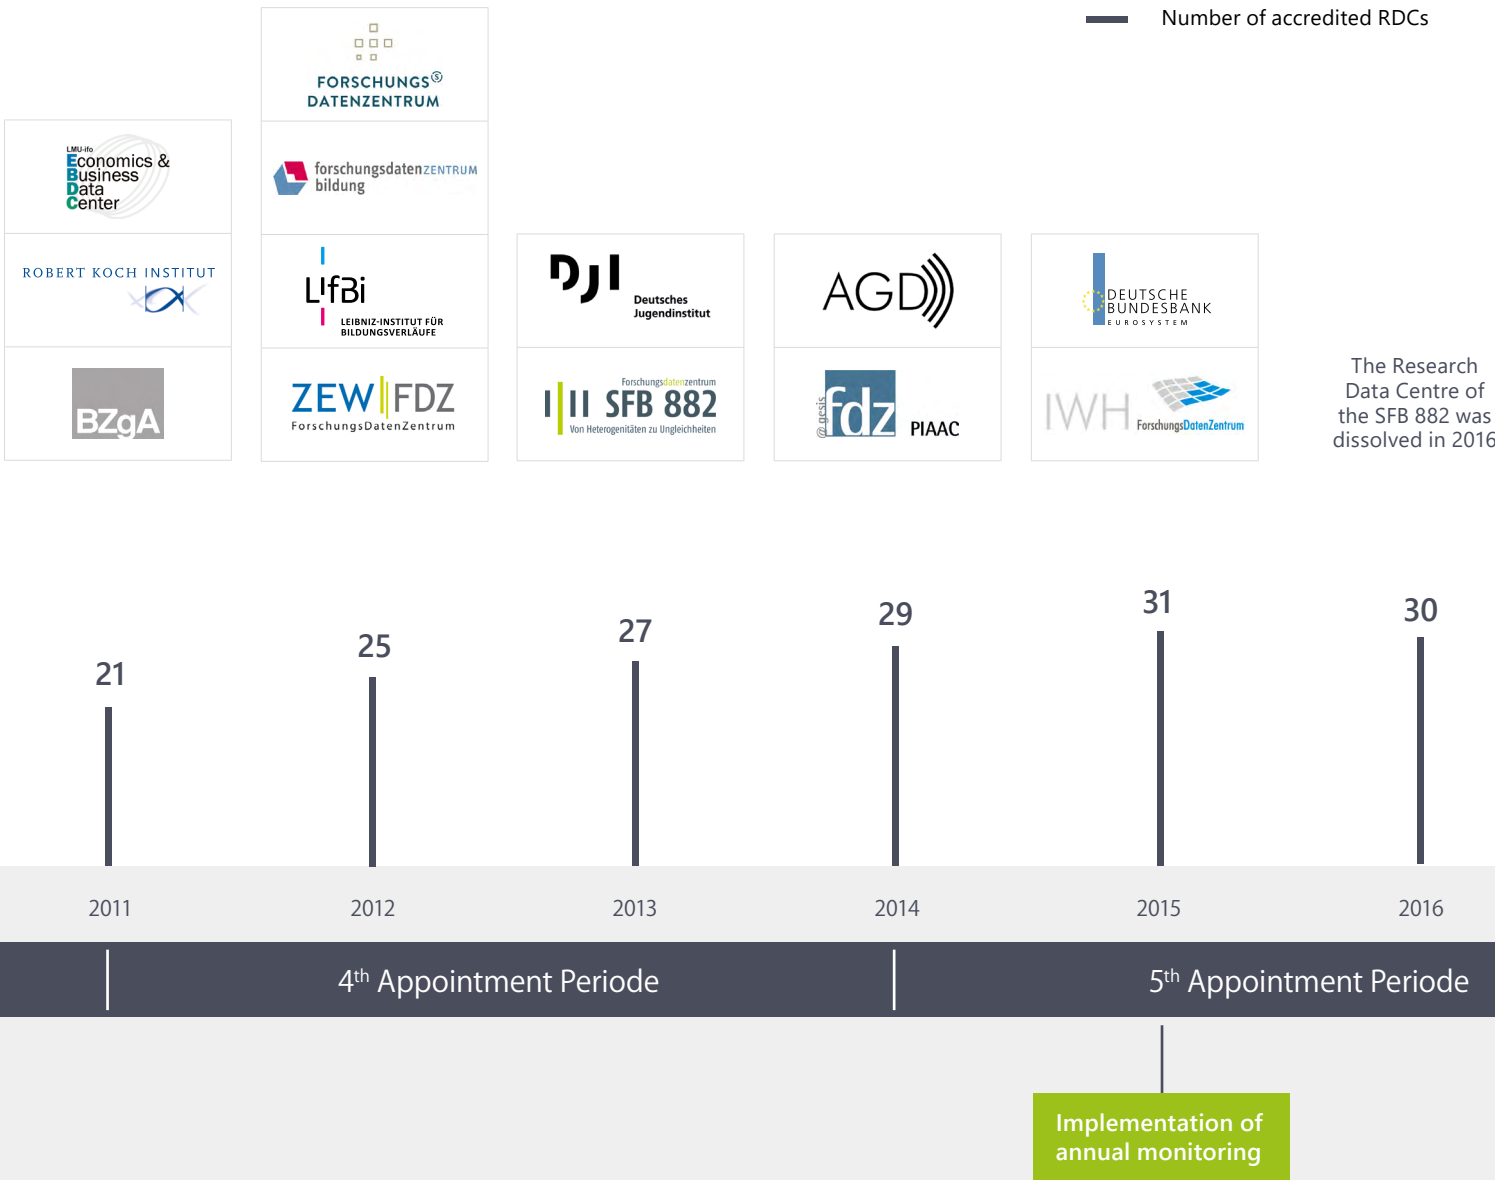 Number of accredited RDCs
LMU-ifo
Economics &
Business
Data
Center
ROBERT KOCH INSTITUT
BZgA
FORSCHUNGS
DATENZENTRUM
forschungsdatenZENTRUM
bildung
LIfBi
LEIBNIZ-INSTITUT FÜR
BILDUNGSVERLÄUFE
ZEW FDZ
ForschungsDatenZentrum
DJI
Deutsches
Jugendinstitut
Forschungsdatenzentrum
SFB 882
Von Heterogenitäten zu Ungleichheiten
AGD
@ gesis
fdz
PIAAC
DEUTSCHE
BUNDESBANK
EUROSYSTEM
IWH
ForschungsDatenZentrum
The Research
Data Centre of
the SFB 882 was
dissolved in 2016
21
25
27
29
31
30
2011
2012
2013
2014
2015
2016
4th Appointment Periode
5th Appointment Periode
Implementation of
annual monitoring